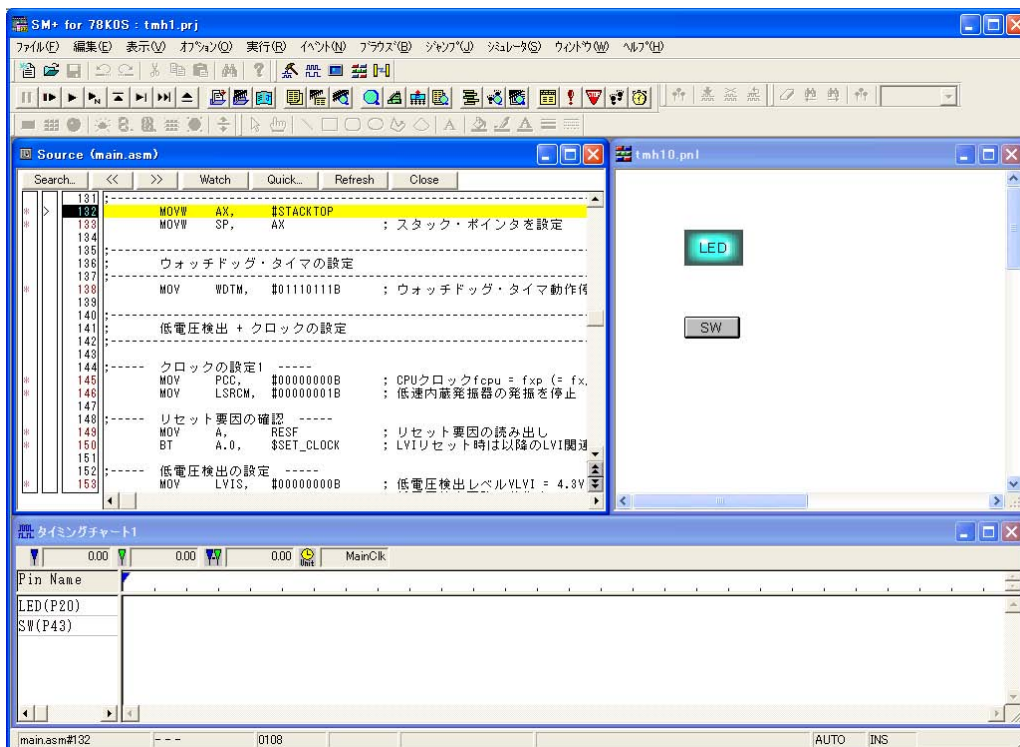 SM+ for 78K0S : tmh1.prj
ファイル(F) 編集(E) 表示(V) オプション(O) 実行(R) イベント(N) ブラウズ(B) ジャンプ(J) シミュレータ(S) ウィンドウ(W) ヘルプ(H)
Source (main.asm)
Search... << >> Watch Quick... Refresh Close
131 ;-----------------------------------------------------------
132 MOVW AX, #STACKTOP
133 MOVW SP, AX ; スタック・ポインタを設定
134
135 ;-----------------------------------------------------------
136 ; ウォッチドッグ・タイマの設定
137 ;-----------------------------------------------------------
138 MOV WDTM, #01110111B ; ウォッチドッグ・タイマ動作停
139
140 ;-----------------------------------------------------------
141 ; 低電圧検出 + クロックの設定
142 ;-----------------------------------------------------------
143
144 ;----- クロックの設定1 -----
145 MOV PCC, #00000000B ; CPUクロックfcpu = fxp (= fx,
146 MOV LSRCM, #00000001B ; 低速内蔵発振器の発振を停止
147
148 ;----- リセット要因の確認 -----
149 MOV A, RESF ; リセット要因の読み出し
150 BT A.0, $SET_CLOCK ; LVIリセット時は以降のLVI関連
151
152 ;----- 低電圧検出の設定 -----
153 MOV LVIS, #00000000B ; 低電圧検出レベルVLVI = 4.3V
tmh10.pnl
LED
SW
タイミングチャート1
0.00 0.00 0.00 Unit MainClk
Pin Name
LED(P20)
SW(P43)
main.asm#132 --- 0108 AUTO INS